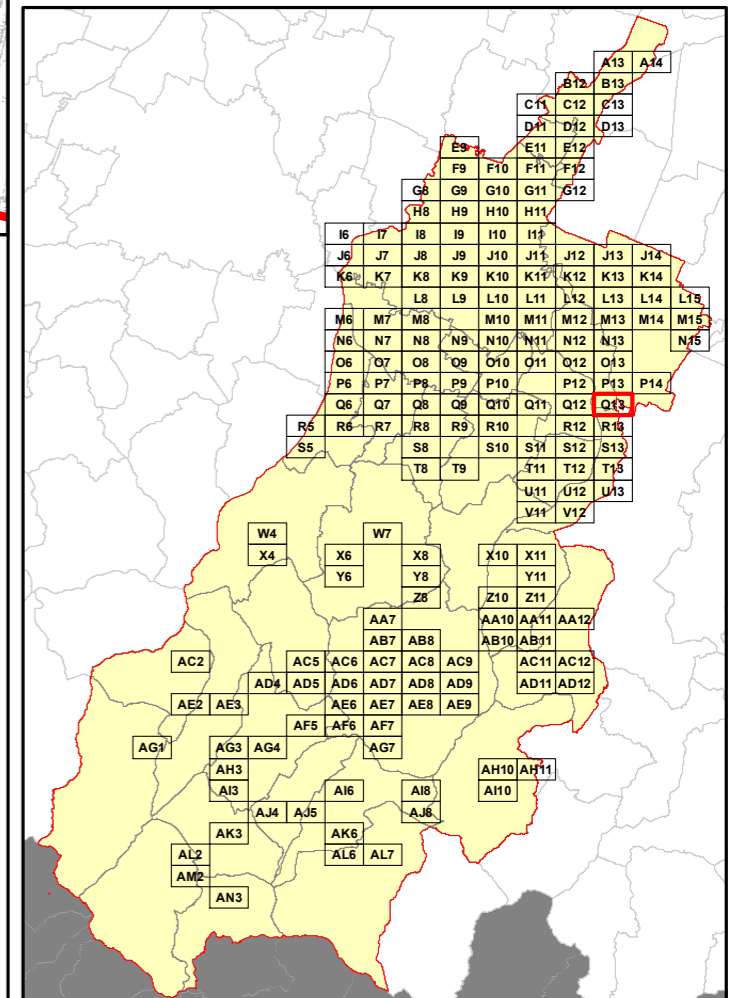 A13 A14
B12 B13
C11 C12 C13
D11 D12 D13
E9 E11 E12
F9 F10 F11 F12
G8 G9 G10 G11 G12
H8 H9 H10 H11
I6 I7 I8 I9 I10 I11
J6 J7 J8 J9 J10 J11 J12 J13 J14
K6 K7 K8 K9 K10 K11 K12 K13 K14
L8 L9 L10 L11 L12 L13 L14 L15
M6 M7 M8 M10 M11 M12 M13 M14 M15
N6 N7 N8 N9 N10 N11 N12 N13 N15
O6 O7 O8 O9 O10 O11 O12 O13
P6 P7 P8 P9 P10 P12 P13 P14
Q6 Q7 Q8 Q9 Q10 Q11 Q12 Q13
R5 R6 R7 R8 R9 R10 R12 R13
S5 S8 S10 S11 S12 S13
T8 T9 T11 T12 T13
U11 U12 U13
V11 V12
W4 W7
X4 X6 X8 X10 X11
Y6 Y8 Y11
Z8 Z10 Z11
AA7 AA10 AA11 AA12
AB7 AB8 AB10 AB11
AC2 AC5 AC6 AC7 AC8 AC9 AC11 AC12
AD4 AD5 AD6 AD7 AD8 AD9 AD11 AD12
AE2 AE3 AE6 AE7 AE8 AE9
AF5 AF6 AF7
AG1 AG3 AG4 AG7
AH3 AH10 AH11
AI3 AI6 AI8 AI10
AJ4 AJ5 AJ8
AK3 AK6
AL2 AL6 AL7
AM2
AN3